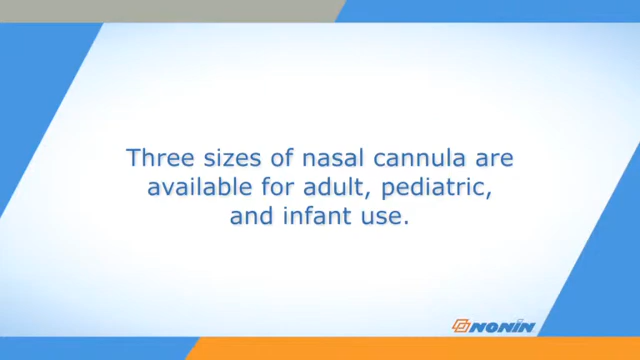 Three sizes of nasal cannula are
available for adult, pediatric,
and infant use.
NONIN